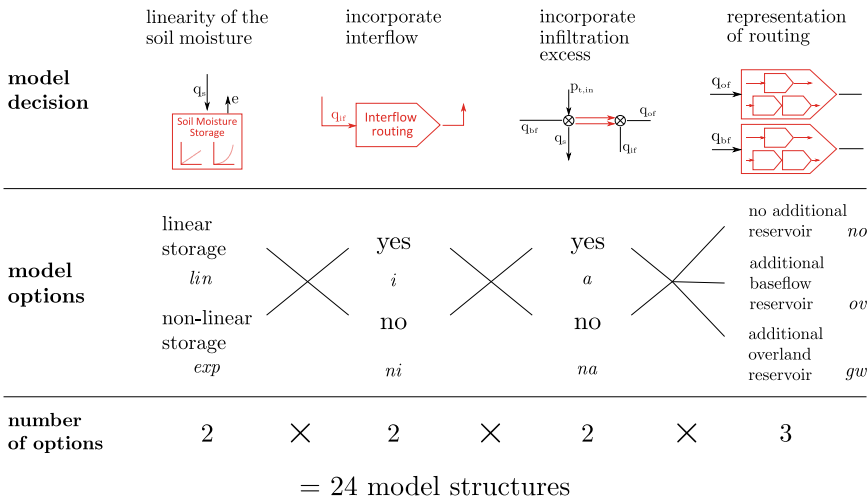 linearity of the
soil moisture
incorporate
interflow
incorporate
infiltration
excess
representation
of routing
model
decision
q_s
e
Soil Moisture
Storage
q_if
Interflow
routing
p_t,in
q_bf
q_of
q_s
q_if
q_of
q_bf
model
options
linear
storage
lin
non-linear
storage
exp
yes
i
no
ni
yes
a
no
na
no additional
reservoir no
additional
baseflow
reservoir ov
additional
overland
reservoir gw
number
of options
2 × 2 × 2 × 3
= 24 model structures